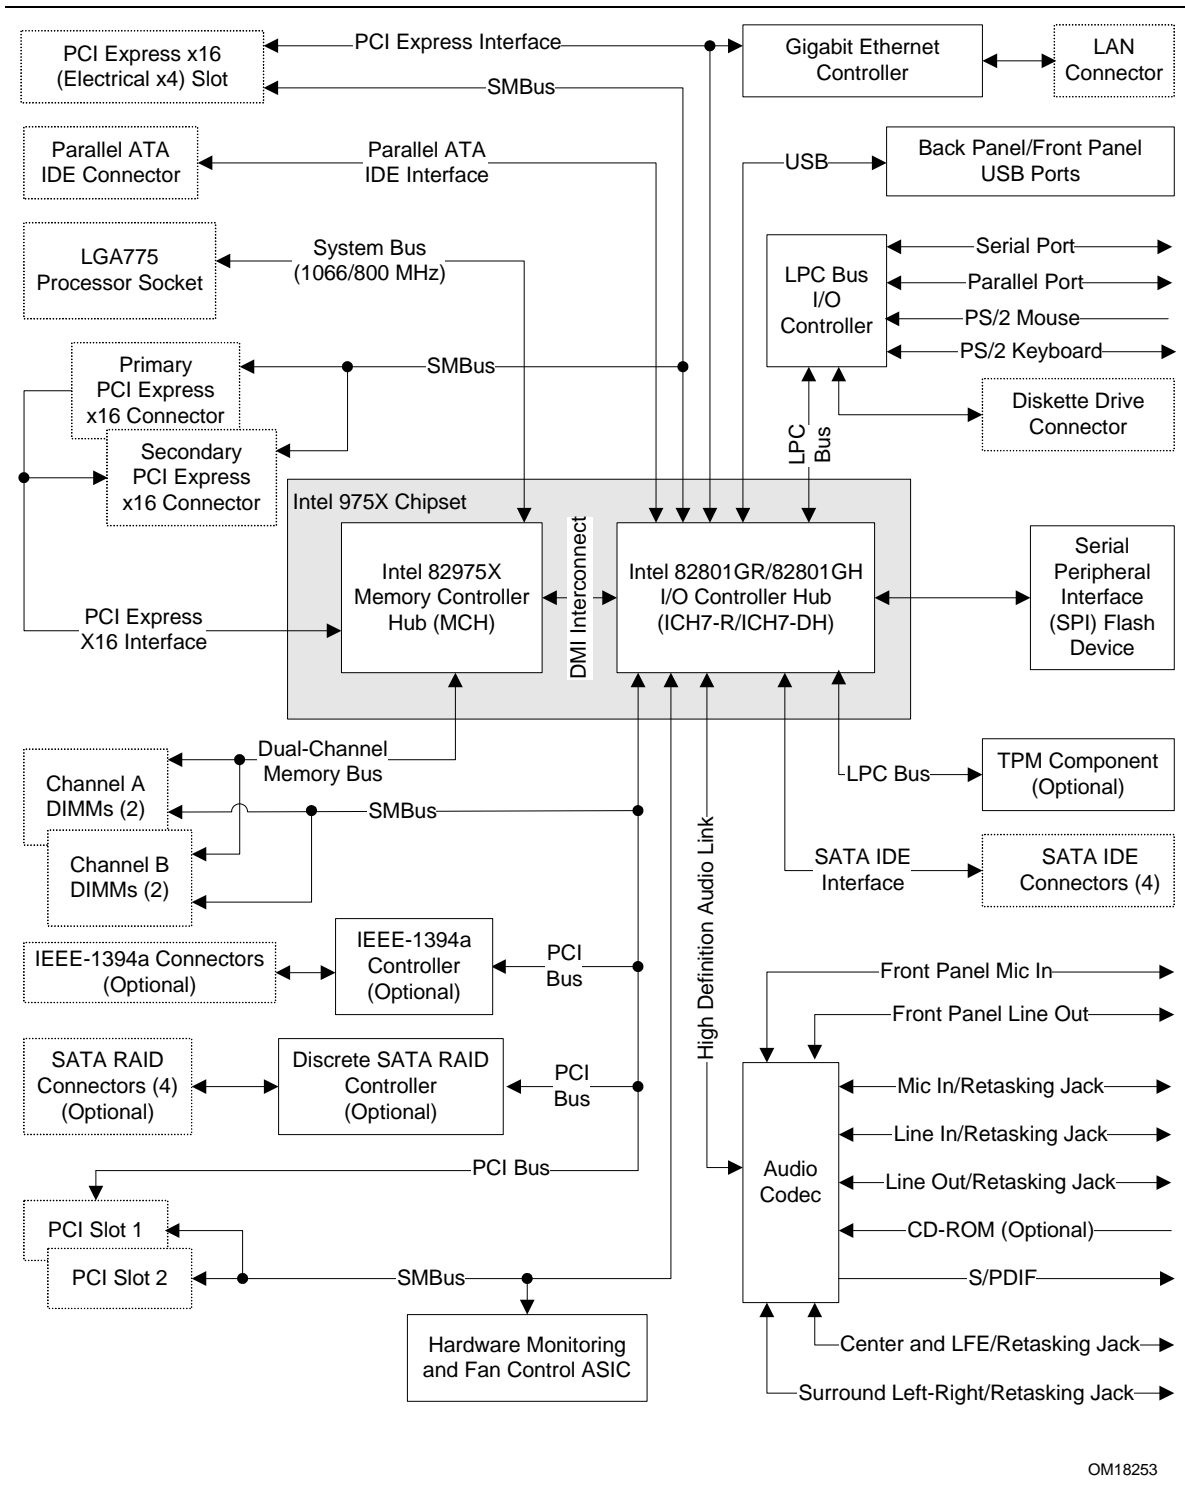 PCI Express x16
(Electrical x4) Slot
PCI Express Interface
SMBus
Gigabit Ethernet
Controller
LAN
Connector
Parallel ATA
IDE Connector
Parallel ATA
IDE Interface
USB
Back Panel/Front Panel
USB Ports
LGA775
Processor Socket
System Bus
(1066/800 MHz)
LPC Bus
I/O
Controller
Serial Port
Parallel Port
PS/2 Mouse
PS/2 Keyboard
Primary
PCI Express
x16 Connector
SMBus
Secondary
PCI Express
x16 Connector
LPC
Bus
Diskette Drive
Connector
Intel 975X Chipset
Intel 82975X
Memory Controller
Hub (MCH)
DMI Interconnect
Intel 82801GR/82801GH
I/O Controller Hub
(ICH7-R/ICH7-DH)
Serial
Peripheral
Interface
(SPI) Flash
Device
PCI Express
X16 Interface
Dual-Channel
Memory Bus
Channel A
DIMMs (2)
SMBus
Channel B
DIMMs (2)
LPC Bus
TPM Component
(Optional)
High Definition Audio Link
SATA IDE
Interface
SATA IDE
Connectors (4)
IEEE-1394a Connectors
(Optional)
IEEE-1394a
Controller
(Optional)
PCI
Bus
SATA RAID
Connectors (4)
(Optional)
Discrete SATA RAID
Controller
(Optional)
PCI
Bus
PCI Bus
PCI Slot 1
PCI Slot 2
SMBus
Hardware Monitoring
and Fan Control ASIC
Audio
Codec
Front Panel Mic In
Front Panel Line Out
Mic In/Retasking Jack
Line In/Retasking Jack
Line Out/Retasking Jack
CD-ROM (Optional)
S/PDIF
Center and LFE/Retasking Jack
Surround Left-Right/Retasking Jack
OM18253